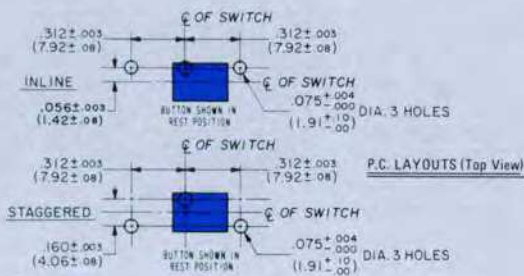 ℄ OF SWITCH
.312±.003 .312±.003
(7.92±.08) (7.92±.08)
INLINE ℄ OF SWITCH
.056±.003 BUTTON SHOWN IN .075+.004 -.000 DIA. 3 HOLES
(1.42±.08) REST POSITION (1.91+.10 -.00)
℄ OF SWITCH
.312±.003 .312±.003
(7.92±.08) (7.92±.08) P.C. LAYOUTS (Top View)
STAGGERED ℄ OF SWITCH
.160±.003 BUTTON SHOWN IN .075+.004 -.000 DIA. 3 HOLES
(4.06±.08) REST POSITION (1.91+.10 -.00)